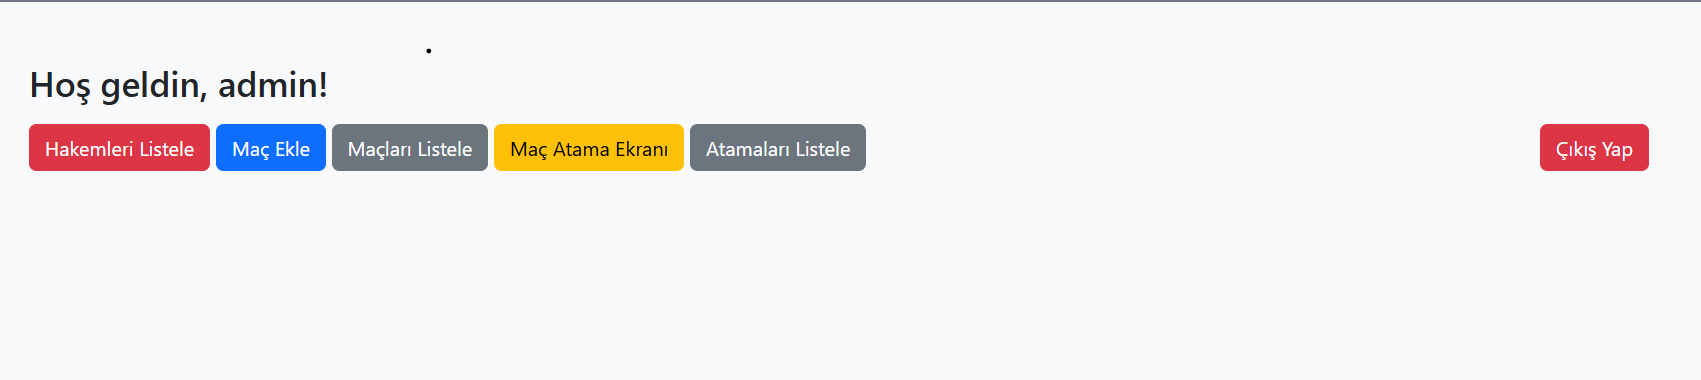 Hoş geldin, admin!
Hakemleri Listele Maç Ekle Maçları Listele Maç Atama Ekranı Atamaları Listele Çıkış Yap